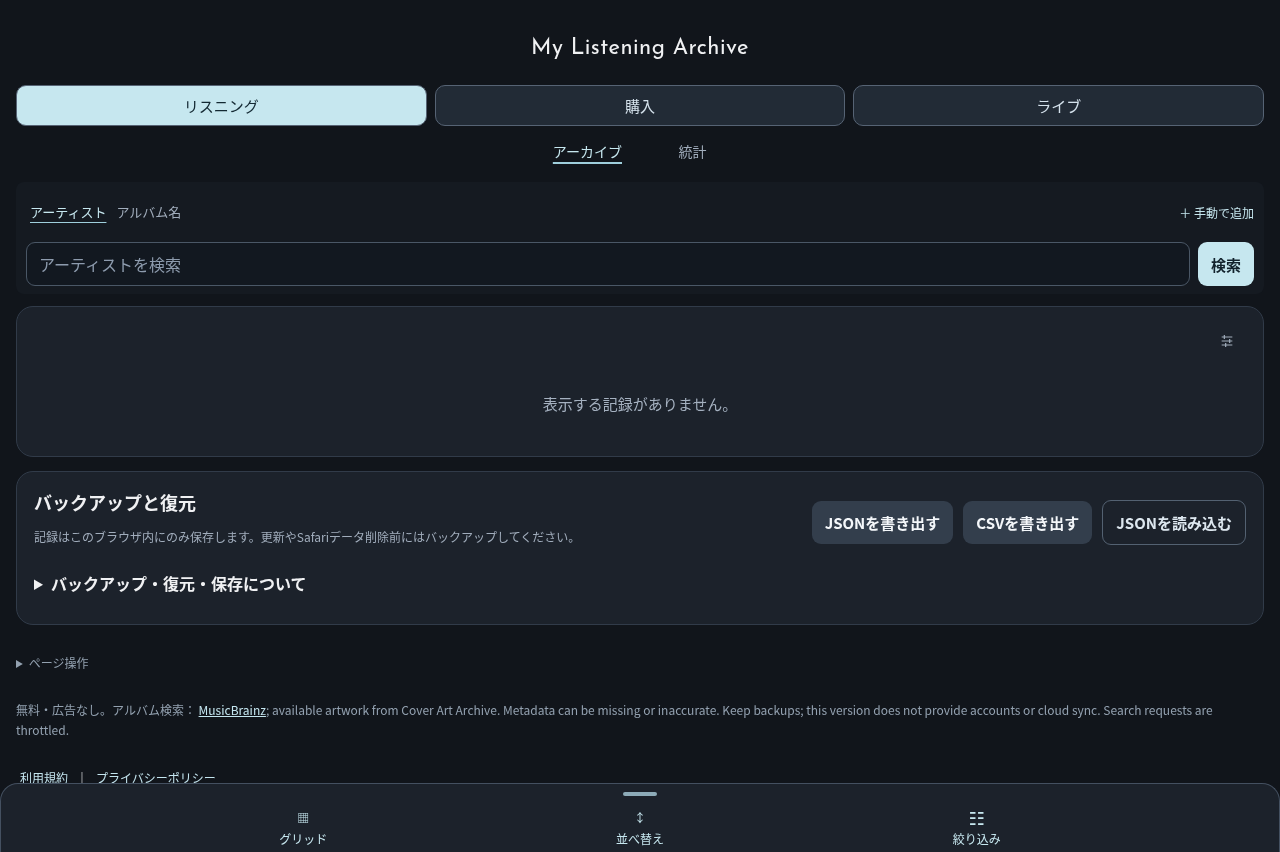 My Listening Archive
リスニング
購入
ライブ
アーカイブ
統計
アーティスト
アルバム名
＋ 手動で追加
アーティストを検索
検索
表示する記録がありません。
バックアップと復元
記録はこのブラウザ内にのみ保存します。更新やSafariデータ削除前にはバックアップしてください。
JSONを書き出す
CSVを書き出す
JSONを読み込む
バックアップ・復元・保存について
ページ操作
無料・広告なし。アルバム検索： MusicBrainz; available artwork from Cover Art Archive. Metadata can be missing or inaccurate. Keep backups; this version does not provide accounts or cloud sync. Search requests are
throttled.
利用規約 | プライバシーポリシー
グリッド
並べ替え
絞り込み